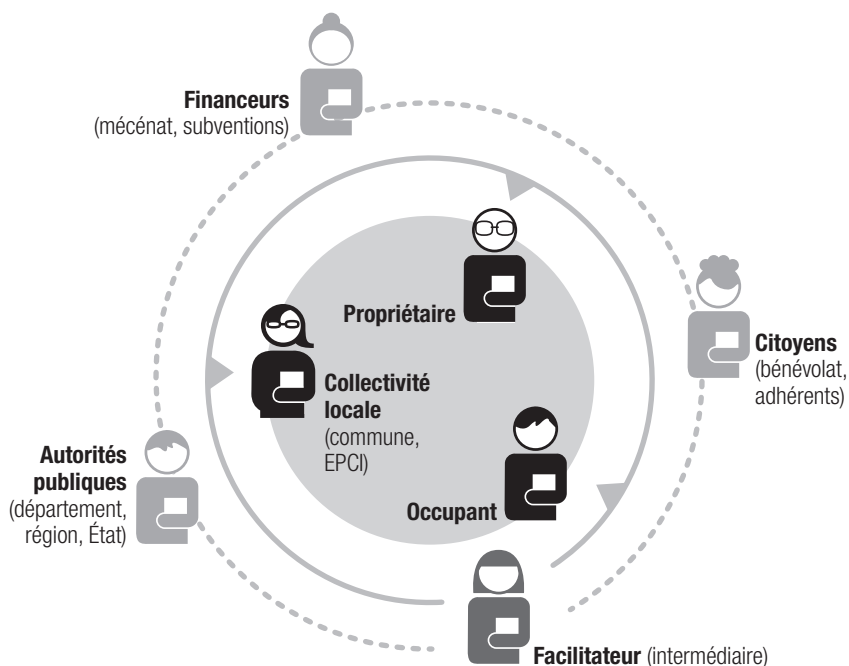 Financeurs
(mécénat, subventions)
Propriétaire
Citoyens
(bénévolat,
adhérents)
Collectivité
locale
(commune,
EPCI)
Autorités
publiques
(département,
région, État)
Occupant
Facilitateur (intermédiaire)